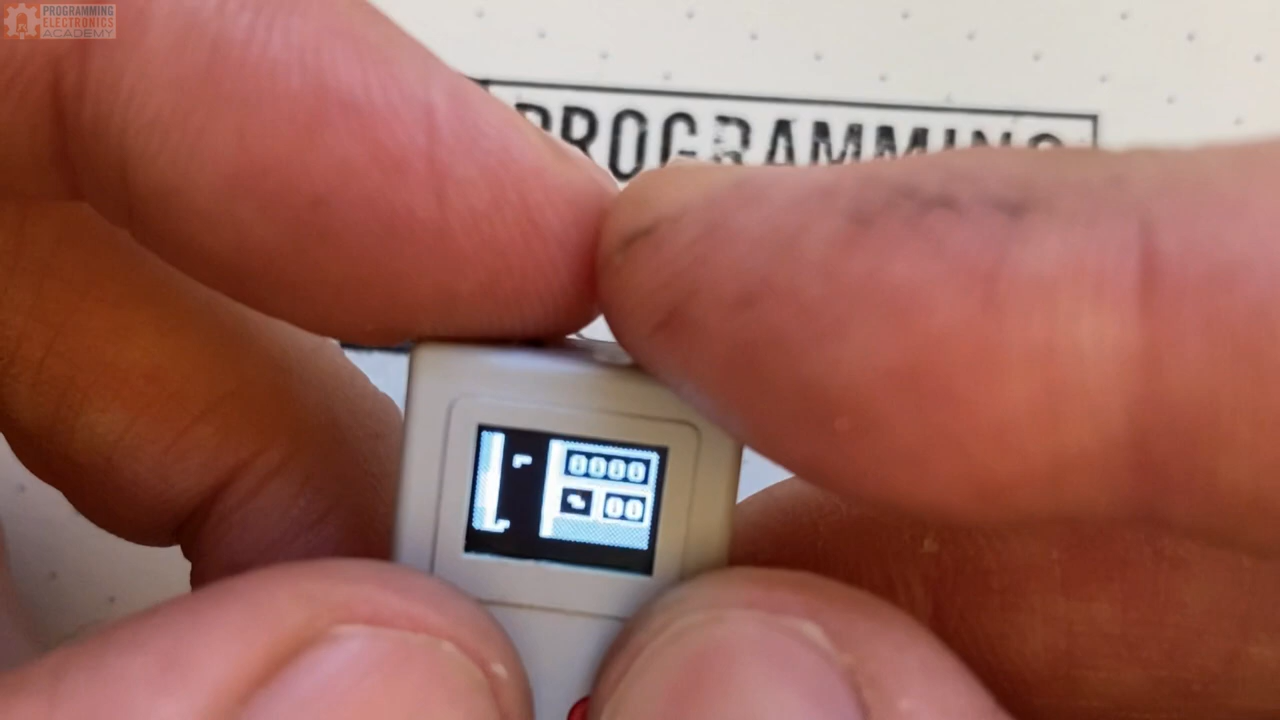 PROGRAMMING
ELECTRONICS
ACADEMY
PROGRAMMING
0000
00